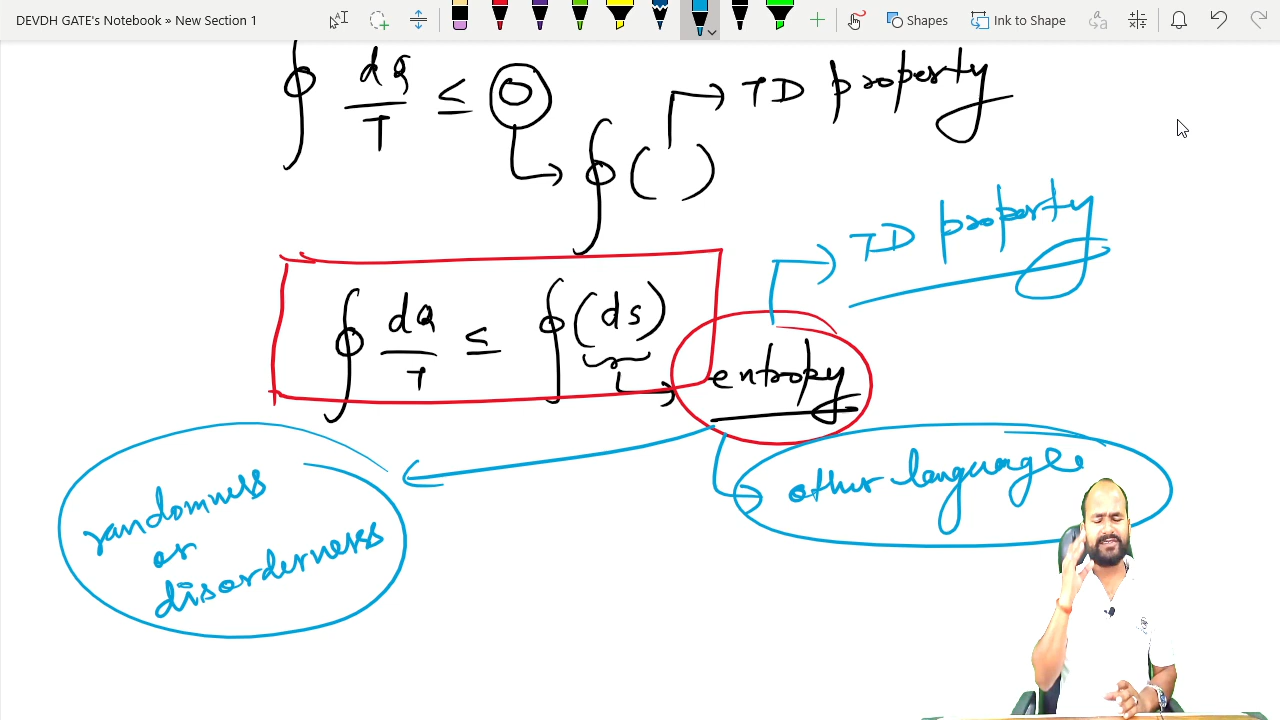 DEVDH GATE's Notebook » New Section 1
Shapes
Ink to Shape
∮ dQ/T ≤ 0
∮ ( )
TD property
TD property
∮ dQ/T ≤ ∮ (ds)
entropy
other language
randomness
or
disorderness